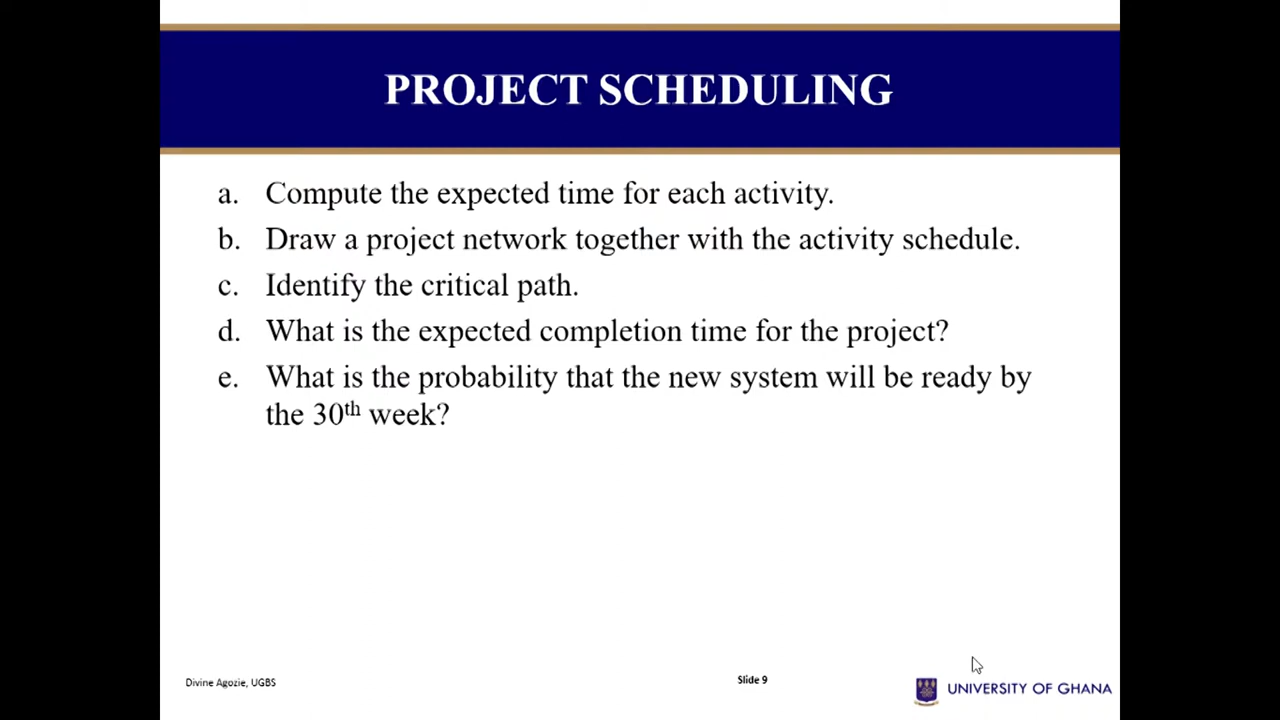 PROJECT SCHEDULING
a. Compute the expected time for each activity.
b. Draw a project network together with the activity schedule.
c. Identify the critical path.
d. What is the expected completion time for the project?
e. What is the probability that the new system will be ready by
the 30th week?
Divine Agozie, UGBS
Slide 9
UNIVERSITY OF GHANA